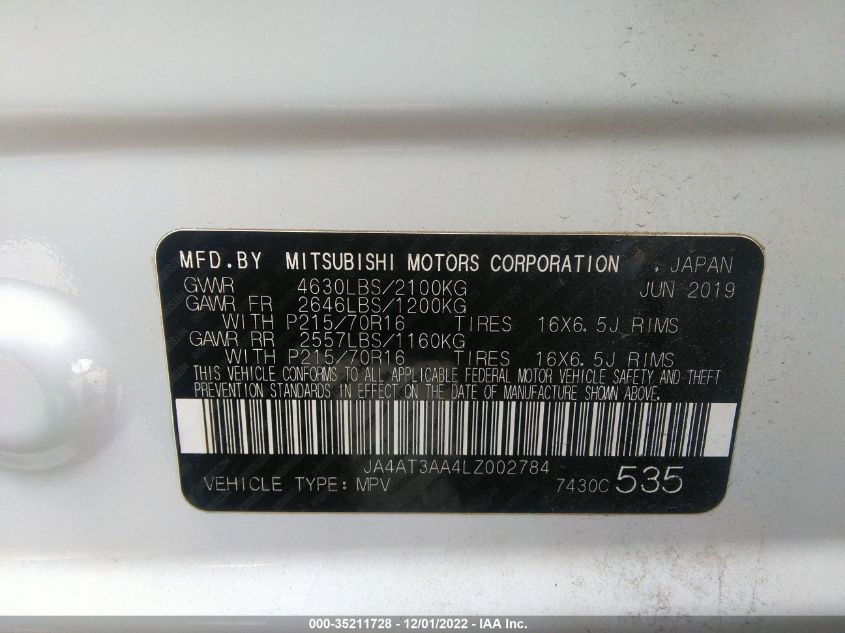 MFD.BY MITSUBISHI MOTORS CORPORATION , JAPAN
GVWR 4630LBS/2100KG JUN 2019
GAWR FR 2646LBS/1200KG
WITH P215/70R16 TIRES 16X6.5J RIMS
GAWR RR 2557LBS/1160KG
WITH P215/70R16 TIRES 16X6.5J RIMS
THIS VEHICLE CONFORMS TO ALL APPLICABLE FEDERAL MOTOR VEHICLE SAFETY AND THEFT
PREVENTION STANDARDS IN EFFECT ON THE DATE OF MANUFACTURE SHOWN ABOVE.
JA4AT3AA4LZ002784
VEHICLE TYPE: MPV 7430C 535
000-35211728 - 12/01/2022 - IAA Inc.